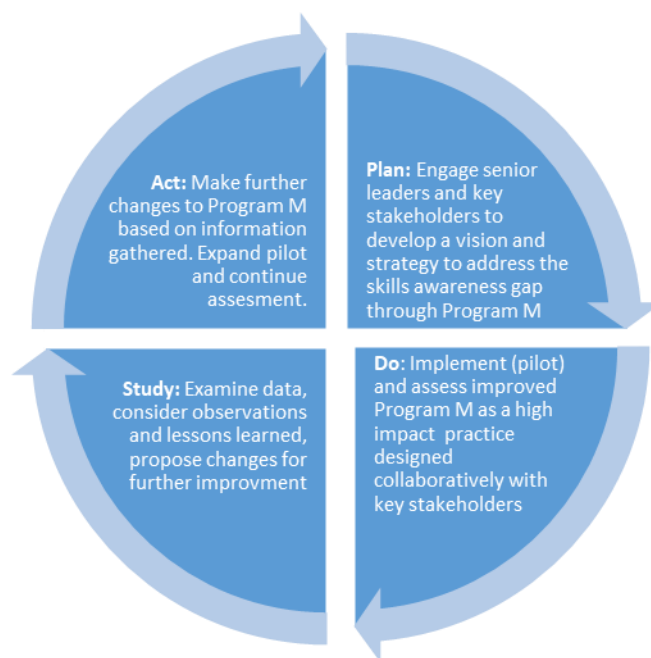 Act: Make further
changes to Program M
based on information
gathered. Expand pilot
and continue
assesment.
Plan: Engage senior
leaders and key
stakeholders to
develop a vision and
strategy to address the
skills awareness gap
through Program M
Study: Examine data,
consider observations
and lessons learned,
propose changes for
further improvment
Do: Implement (pilot)
and assess improved
Program M as a high
impact practice
designed
collaboratively with
key stakeholders